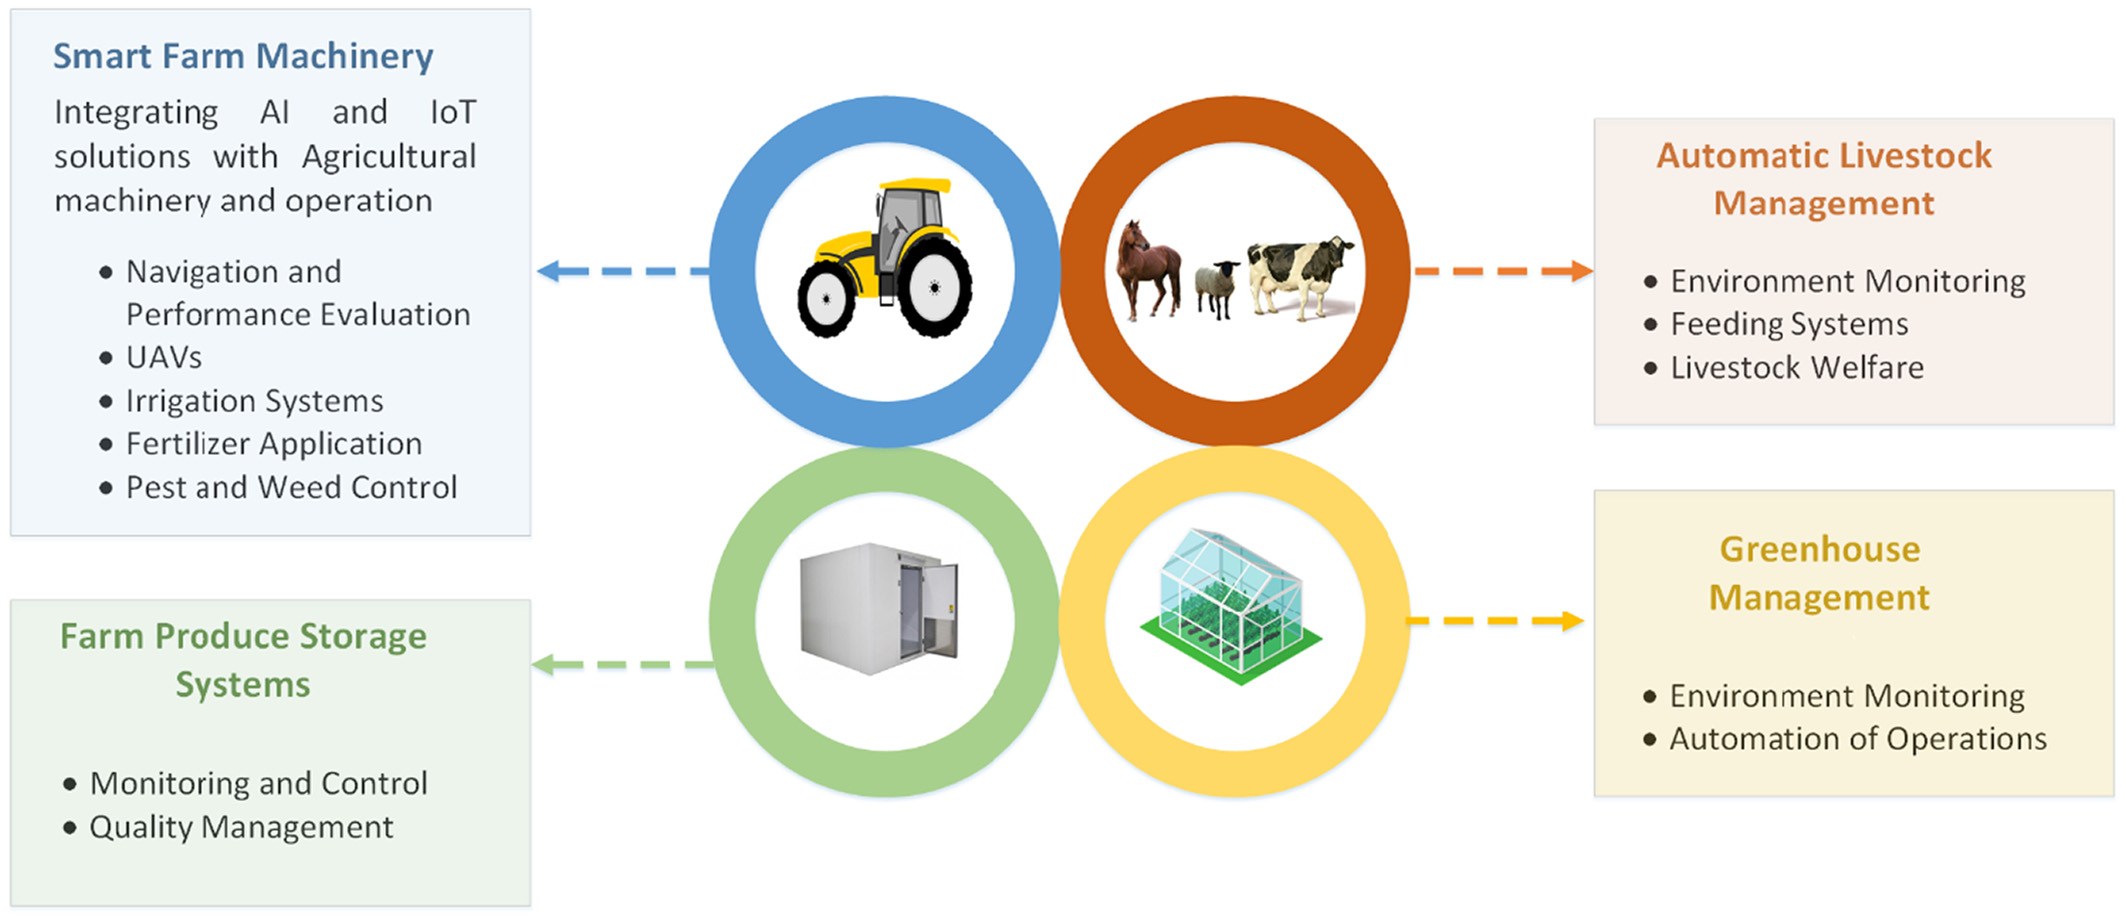 Smart Farm Machinery
Integrating AI and IoT
solutions with Agricultural
machinery and operation
• Navigation and
Performance Evaluation
• UAVs
• Irrigation Systems
• Fertilizer Application
• Pest and Weed Control
Automatic Livestock
Management
• Environment Monitoring
• Feeding Systems
• Livestock Welfare
Farm Produce Storage
Systems
• Monitoring and Control
• Quality Management
Greenhouse
Management
• Environment Monitoring
• Automation of Operations